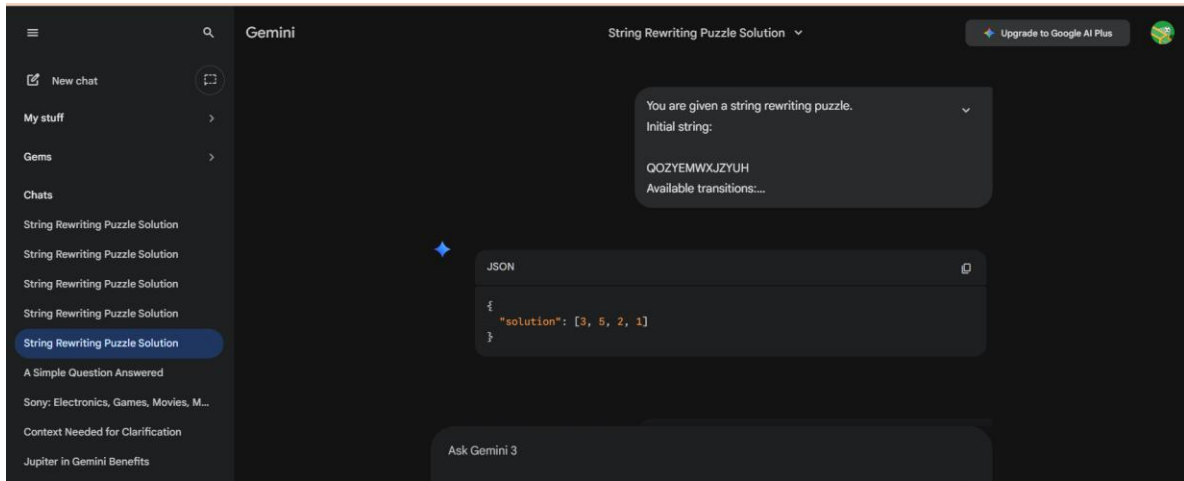 Gemini
String Rewriting Puzzle Solution
Upgrade to Google AI Plus
New chat
My stuff
Gems
Chats
String Rewriting Puzzle Solution
String Rewriting Puzzle Solution
String Rewriting Puzzle Solution
String Rewriting Puzzle Solution
String Rewriting Puzzle Solution
A Simple Question Answered
Sony: Electronics, Games, Movies, M...
Context Needed for Clarification
Jupiter in Gemini Benefits
You are given a string rewriting puzzle.
Initial string:
QOZYEMWXJZYUH
Available transitions:...
JSON
{
"solution": [3, 5, 2, 1]
}
Ask Gemini 3